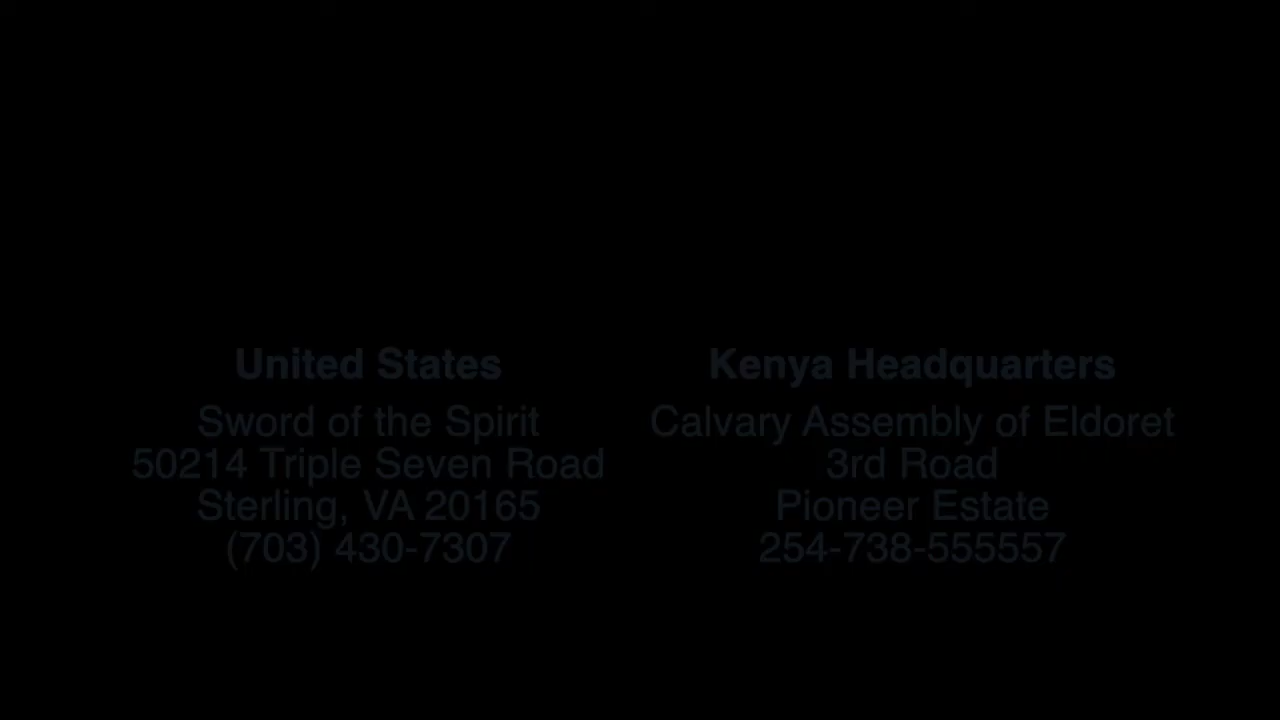 United States
Sword of the Spirit
50214 Triple Seven Road
Sterling, VA 20165
(703) 430-7307
Kenya Headquarters
Calvary Assembly of Eldoret
3rd Road
Pioneer Estate
254-738-555557